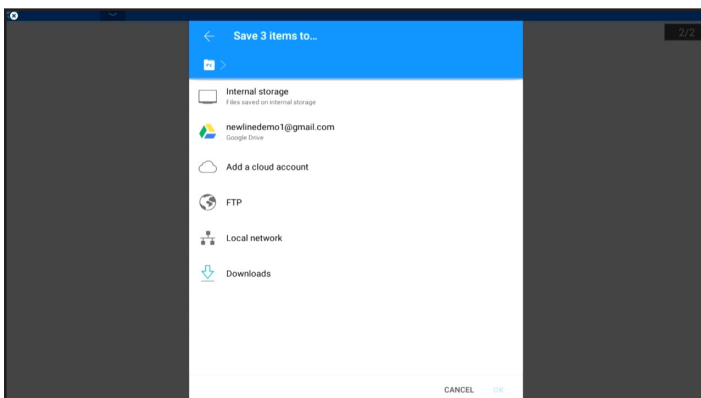 Save 3 items to...
2/2
Internal storage
Files saved on internal storage
newlinedemo1@gmail.com
Google Drive
Add a cloud account
FTP
Local network
Downloads
CANCEL OK